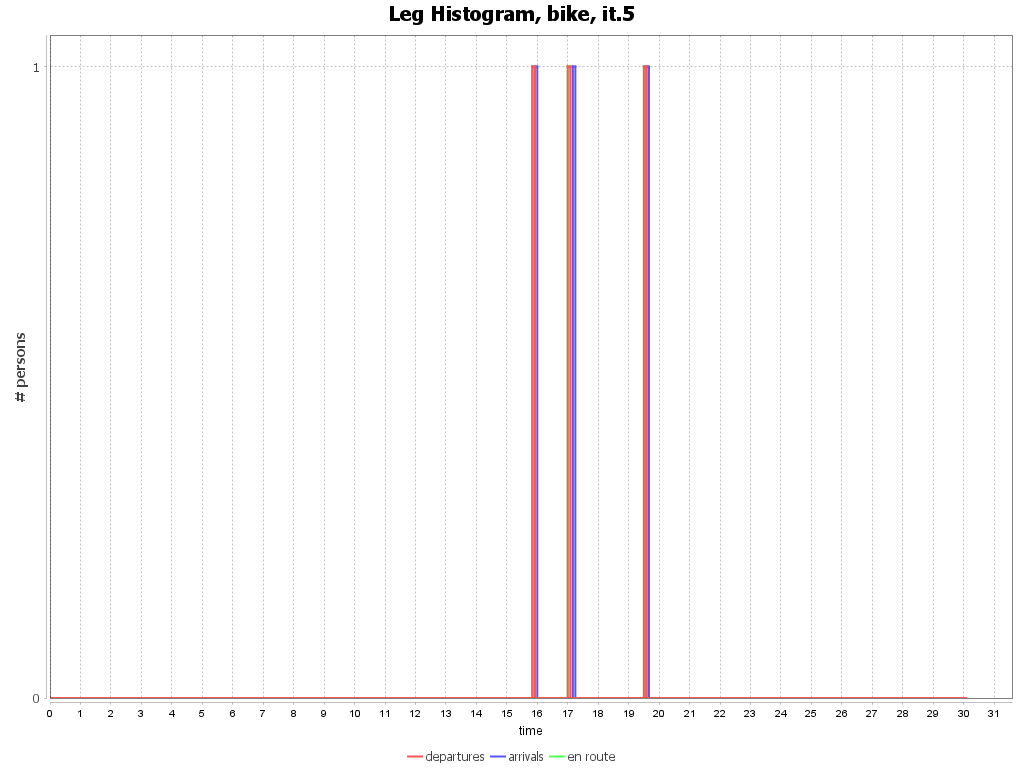 Leg Histogram, bike, it.5
1
# persons
0
0 1 2 3 4 5 6 7 8 9 10 11 12 13 14 15 16 17 18 19 20 21 22 23 24 25 26 27 28 29 30 31
time
departures arrivals en route